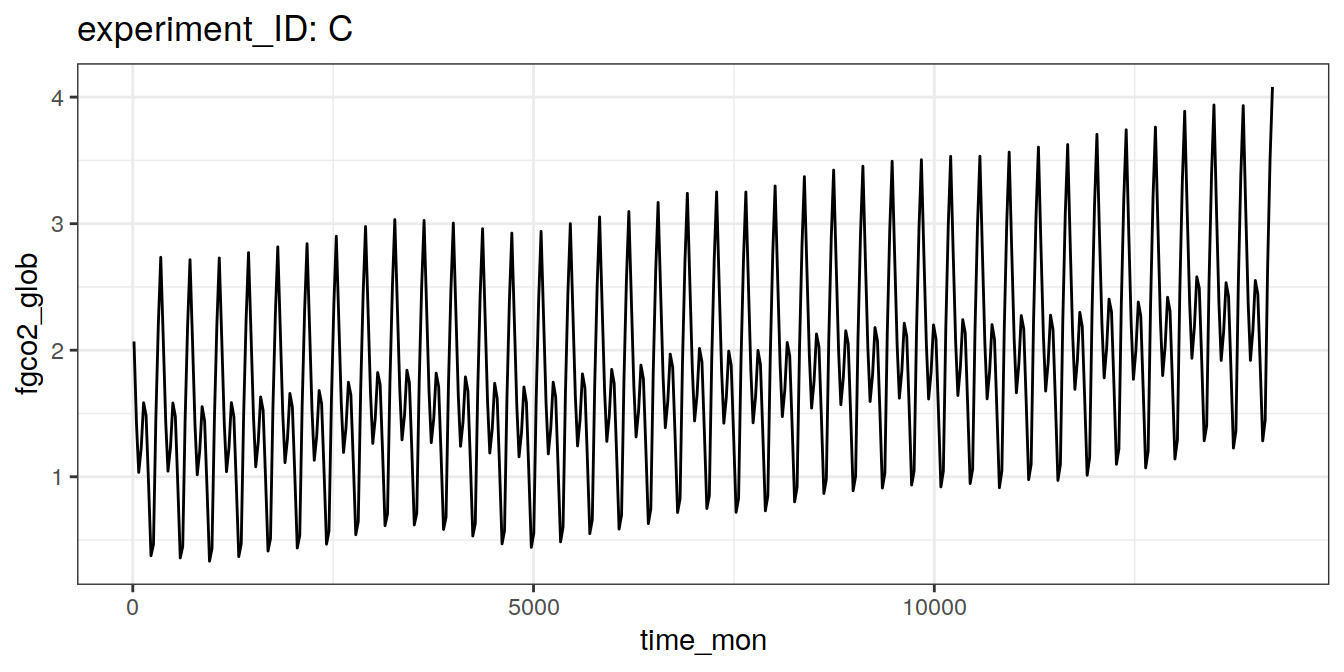 experiment_ID: C
4
3
2
1
fgco2_glob
0 5000 10000
time_mon